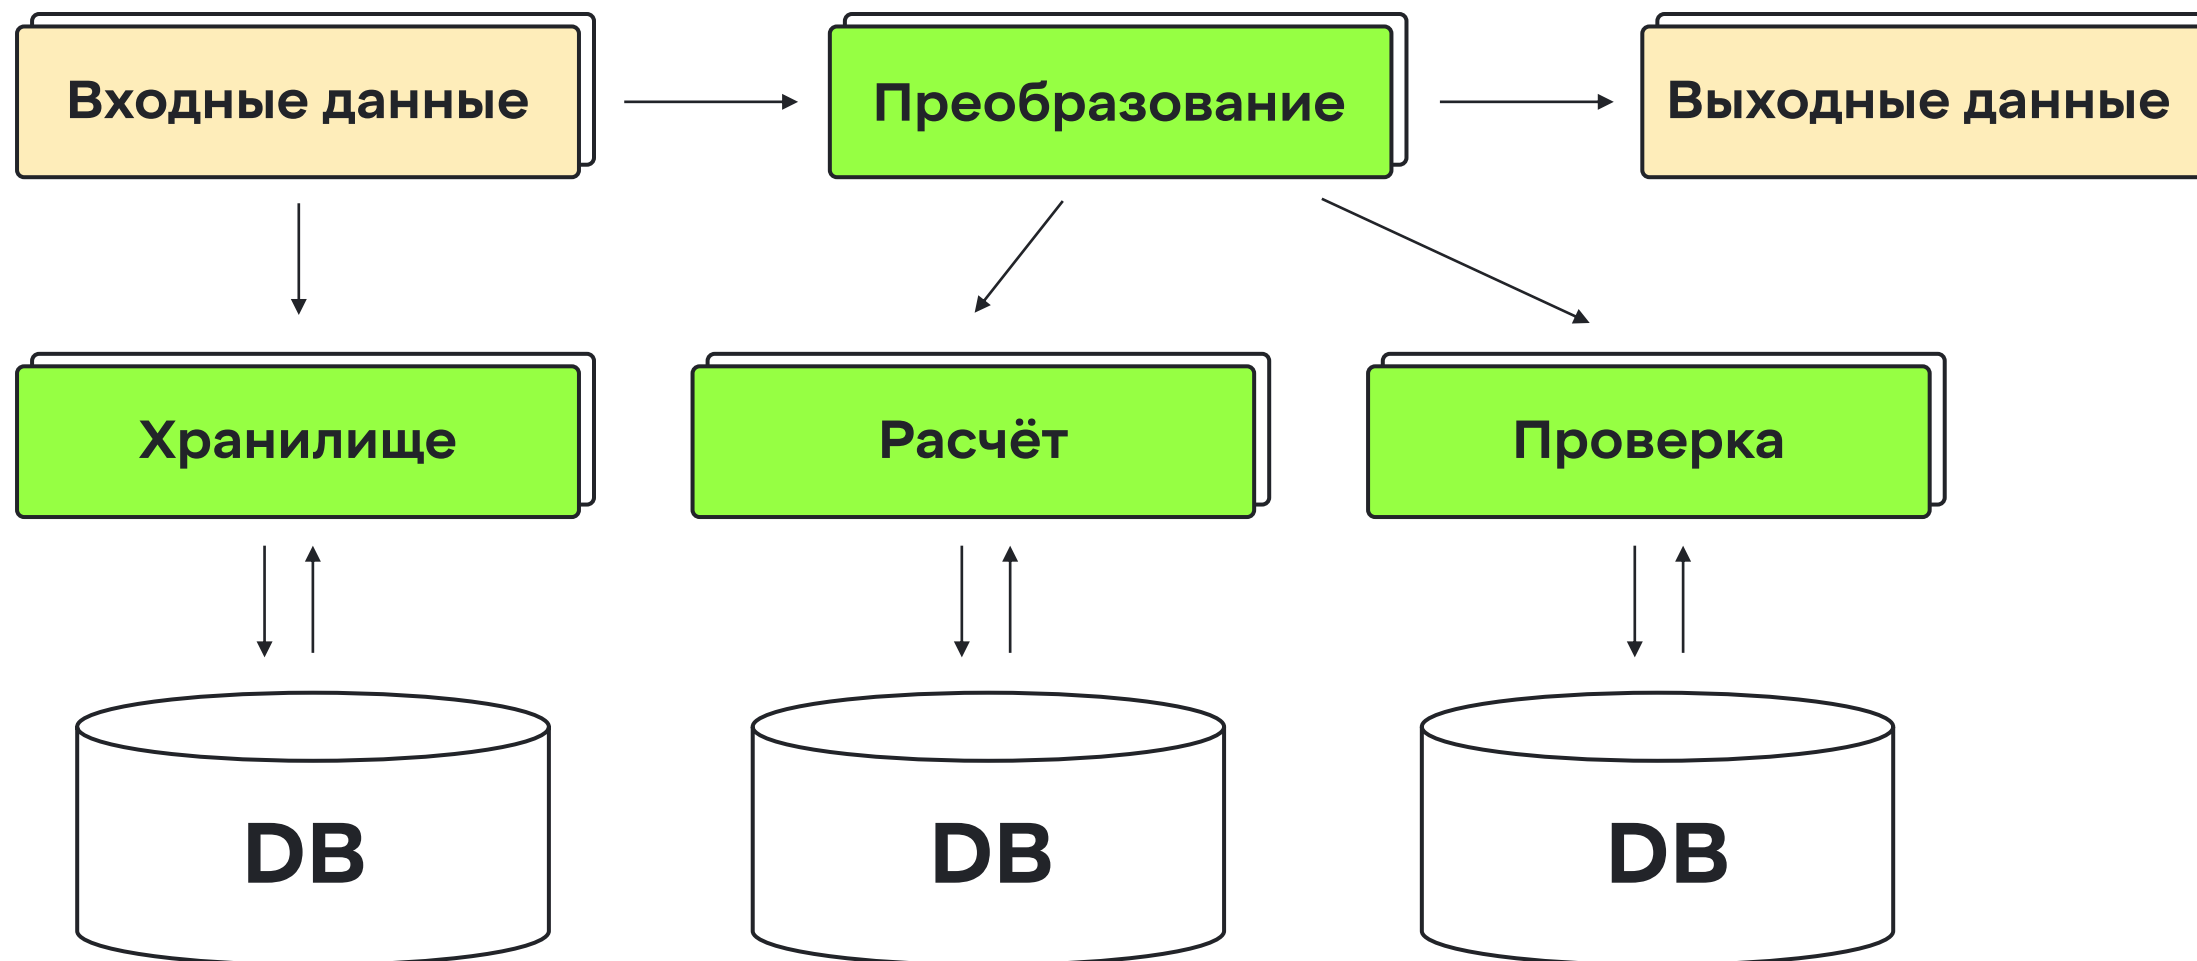 Входные данные
Преобразование
Выходные данные
Хранилище
Расчёт
Проверка
DB
DB
DB